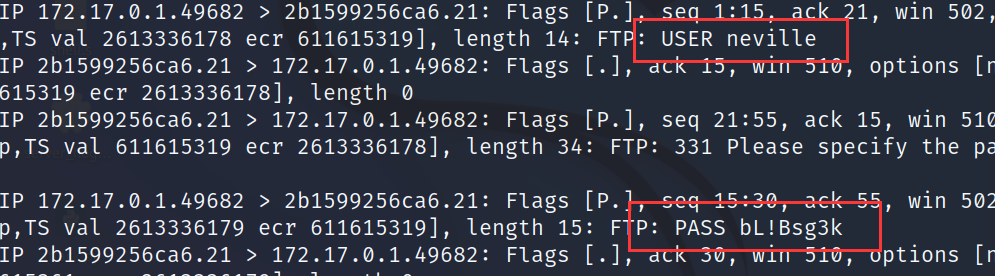 IP 172.17.0.1.49682 > 2b1599256ca6.21: Flags [P.], seq 1:15, ack 21, win 502,
,TS val 2613336178 ecr 611615319], length 14: FTP: USER neville
IP 2b1599256ca6.21 > 172.17.0.1.49682: Flags [.], ack 15, win 510, options [n
615319 ecr 2613336178], length 0
IP 2b1599256ca6.21 > 172.17.0.1.49682: Flags [P.], seq 21:55, ack 15, win 510
p,TS val 611615319 ecr 2613336178], length 34: FTP: 331 Please specify the pa
IP 172.17.0.1.49682 > 2b1599256ca6.21: Flags [P.], seq 15:30, ack 55, win 502
p,TS val 2613336179 ecr 611615319], length 15: FTP: PASS bL!Bsg3k
IP 2b1599256ca6.21 > 172.17.0.1.49682: Flags [.], ack 30, win 510, options [n